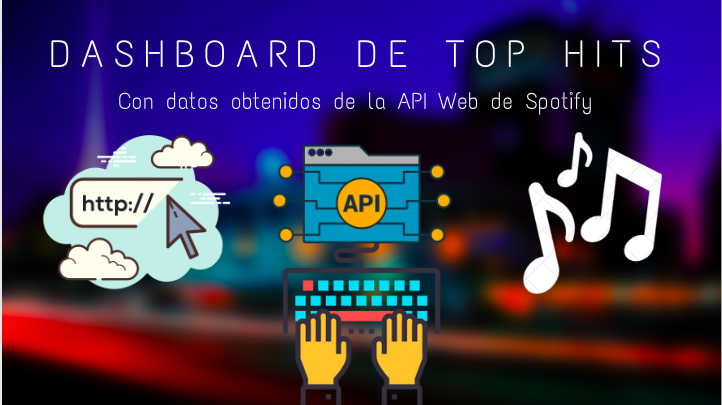 DASHBOARD DE TOP HITS
Con datos obtenidos de la API Web de Spotify
http://
API